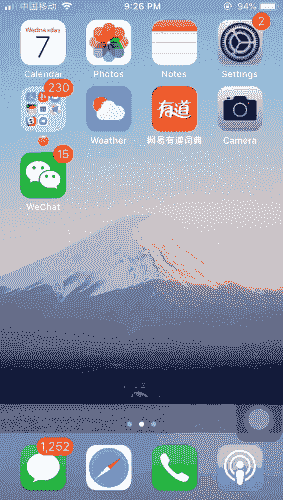 中国移动 9:26 PM 94%
Wednesday
7
2
Calendar Photos Notes Settings
230
有道
Weather 网易有道词典 Camera
15
WeChat
1,252